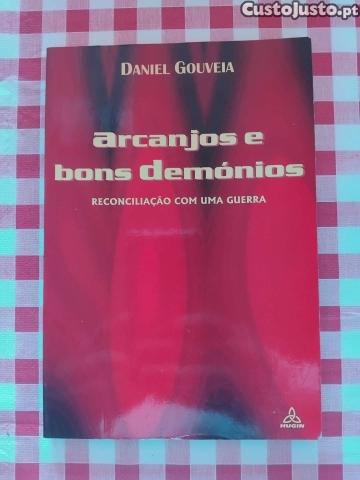 CustoJusto.pt
DANIEL GOUVEIA
arcanjos e
bons demónios
RECONCILIAÇÃO COM UMA GUERRA
HUGIN